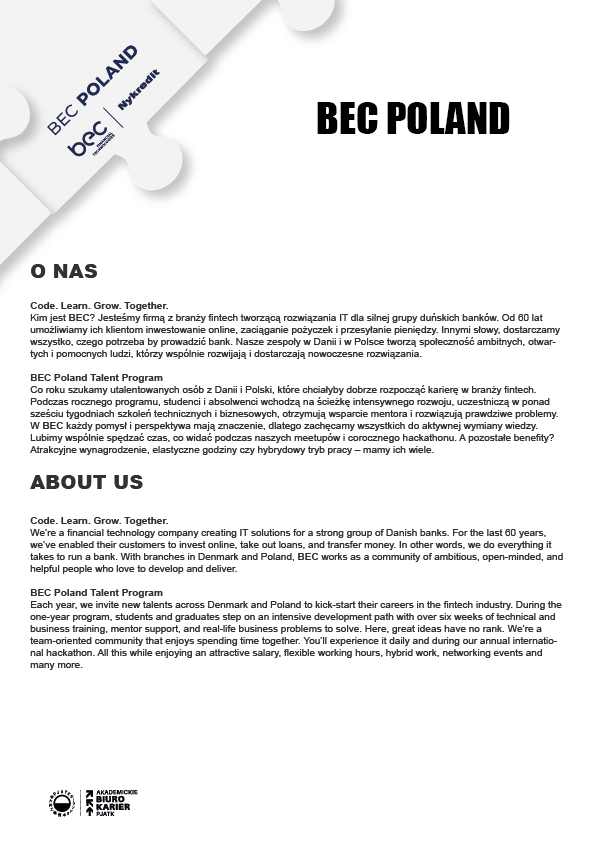 BEC POLAND
bec
FINANCIAL
TECHNOLOGIES
Nykredit
BEC POLAND
O NAS
Code. Learn. Grow. Together.
Kim jest BEC? Jesteśmy firmą z branży fintech tworzącą rozwiązania IT dla silnej grupy duńskich banków. Od 60 lat
umożliwiamy ich klientom inwestowanie online, zaciąganie pożyczek i przesyłanie pieniędzy. Innymi słowy, dostarczamy
wszystko, czego potrzeba by prowadzić bank. Nasze zespoły w Danii i w Polsce tworzą społeczność ambitnych, otwar-
tych i pomocnych ludzi, którzy wspólnie rozwijają i dostarczają nowoczesne rozwiązania.
BEC Poland Talent Program
Co roku szukamy utalentowanych osób z Danii i Polski, które chciałyby dobrze rozpocząć karierę w branży fintech.
Podczas rocznego programu, studenci i absolwenci wchodzą na ścieżkę intensywnego rozwoju, uczestniczą w ponad
sześciu tygodniach szkoleń technicznych i biznesowych, otrzymują wsparcie mentora i rozwiązują prawdziwe problemy.
W BEC każdy pomysł i perspektywa mają znaczenie, dlatego zachęcamy wszystkich do aktywnej wymiany wiedzy.
Lubimy wspólnie spędzać czas, co widać podczas naszych meetupów i corocznego hackathonu. A pozostałe benefity?
Atrakcyjne wynagrodzenie, elastyczne godziny czy hybrydowy tryb pracy – mamy ich wiele.
ABOUT US
Code. Learn. Grow. Together.
We're a financial technology company creating IT solutions for a strong group of Danish banks. For the last 60 years,
we've enabled their customers to invest online, take out loans, and transfer money. In other words, we do everything it
takes to run a bank. With branches in Denmark and Poland, BEC works as a community of ambitious, open-minded, and
helpful people who love to develop and deliver.
BEC Poland Talent Program
Each year, we invite new talents across Denmark and Poland to kick-start their careers in the fintech industry. During the
one-year program, students and graduates step on an intensive development path with over six weeks of technical and
business training, mentor support, and real-life business problems to solve. Here, great ideas have no rank. We're a
team-oriented community that enjoys spending time together. You'll experience it daily and during our annual internatio-
nal hackathon. All this while enjoying an attractive salary, flexible working hours, hybrid work, networking events and
many more.
AKADEMICKIE
BIURO
KARIER
PJATK